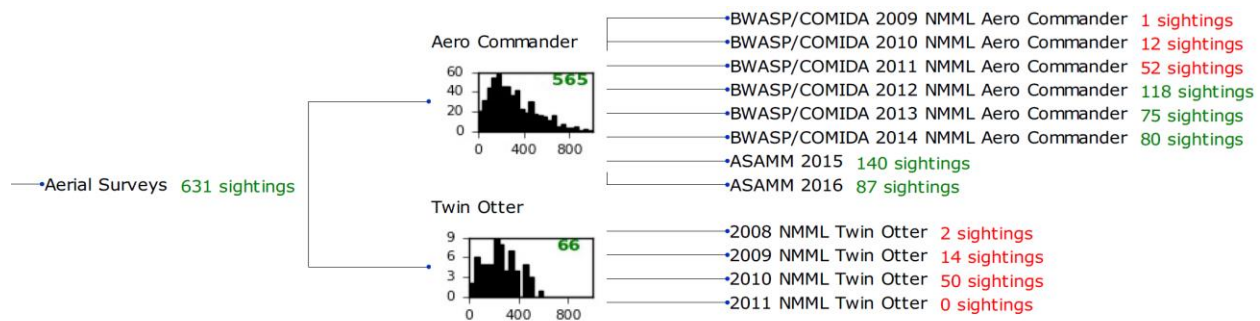 Aerial Surveys 631 sightings
Aero Commander
60
40
20
0
565
0 400 800
BWASP/COMIDA 2009 NMML Aero Commander 1 sightings
BWASP/COMIDA 2010 NMML Aero Commander 12 sightings
BWASP/COMIDA 2011 NMML Aero Commander 52 sightings
BWASP/COMIDA 2012 NMML Aero Commander 118 sightings
BWASP/COMIDA 2013 NMML Aero Commander 75 sightings
BWASP/COMIDA 2014 NMML Aero Commander 80 sightings
ASAMM 2015 140 sightings
ASAMM 2016 87 sightings
Twin Otter
9
6
3
0
66
0 400 800
2008 NMML Twin Otter 2 sightings
2009 NMML Twin Otter 14 sightings
2010 NMML Twin Otter 50 sightings
2011 NMML Twin Otter 0 sightings